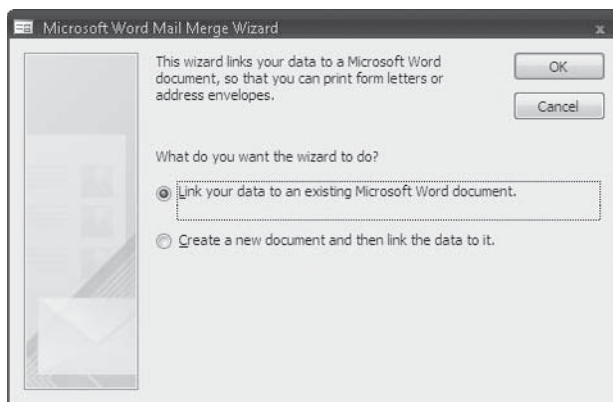 Microsoft Word Mail Merge Wizard
x
This wizard links your data to a Microsoft Word
document, so that you can print form letters or
address envelopes.
OK
Cancel
What do you want the wizard to do?
Link your data to an existing Microsoft Word document.
Create a new document and then link the data to it.